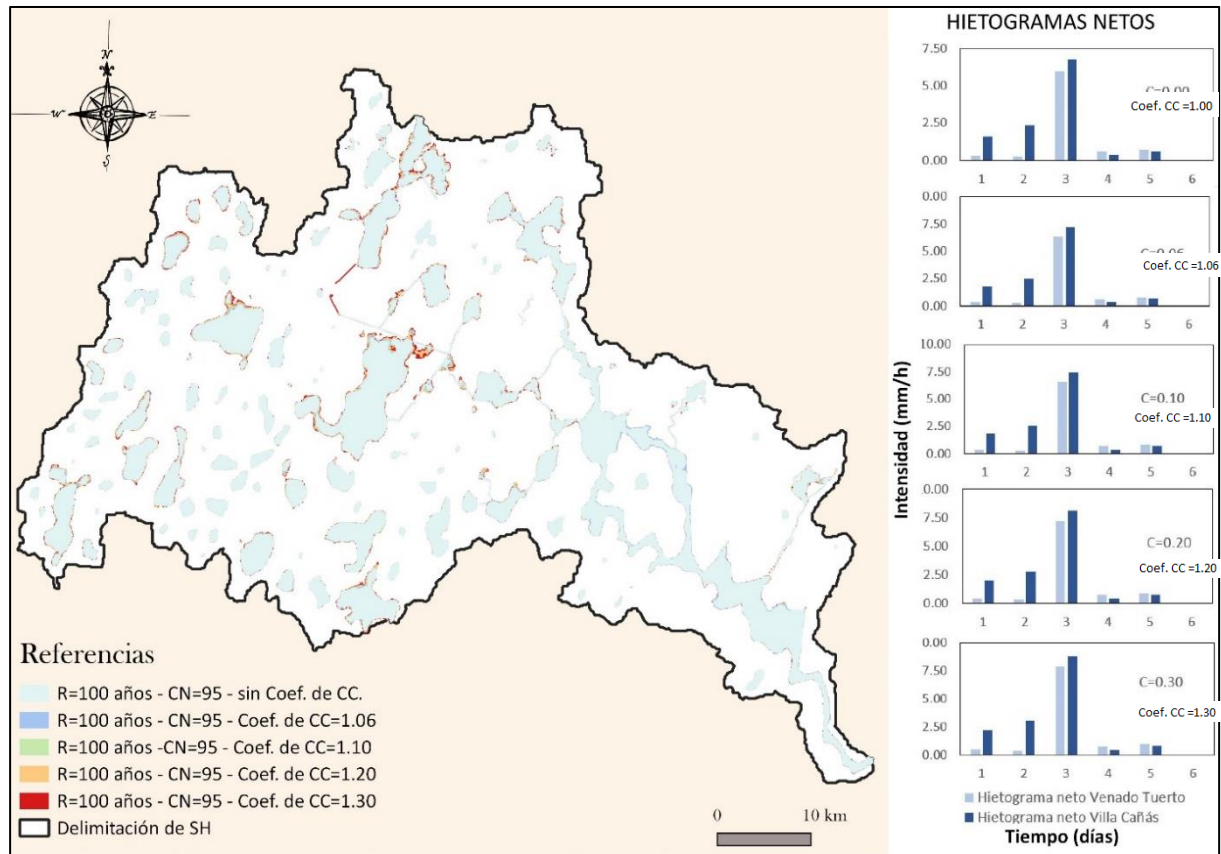 N
W
E
S
Referencias
R=100 años - CN=95 - sin Coef. de CC.
R=100 años - CN=95 - Coef. de CC=1.06
R=100 años -CN=95 - Coef. de CC=1.10
R=100 años - CN=95 - Coef. de CC=1.20
R=100 años - CN=95 - Coef. de CC=1.30
Delimitación de SH
0 10 km
HIETOGRAMAS NETOS
7.50
5.00
2.50
0.00
C=0.00
Coef. CC =1.00
1 2 3 4 5 6
0.00
7.50
5.00
2.50
0.00
C=0.06
Coef. CC =1.06
1 2 3 4 5 6
10.00
7.50
5.00
2.50
0.00
C=0.10
Coef. CC =1.10
1 2 3 4 5 6
Intensidad (mm/h)
0.00
7.50
5.00
2.50
0.00
C=0.20
Coef. CC =1.20
1 2 3 4 5 6
0.00
7.50
5.00
2.50
0.00
C=0.30
Coef. CC =1.30
1 2 3 4 5 6
Hietograma neto Venado Tuerto
Hietograma neto Villa Cañás
Tiempo (días)